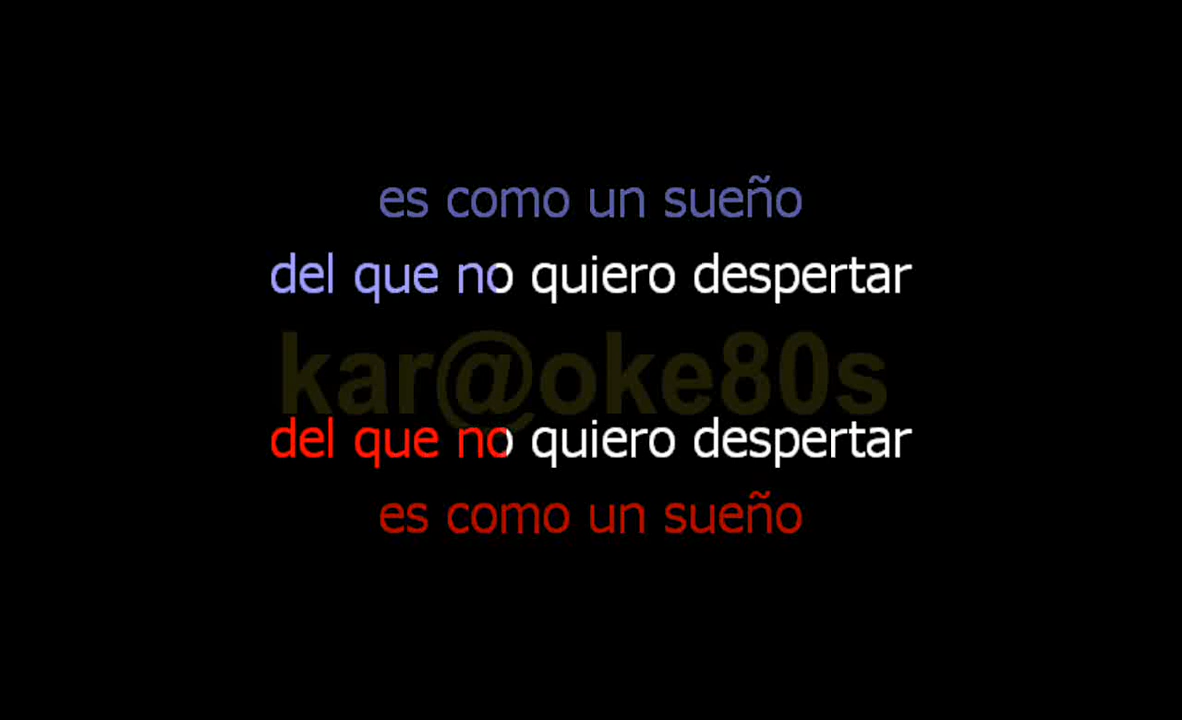 es como un sueño
del que no quiero despertar
kar@oke80s
del que no quiero despertar
es como un sueño